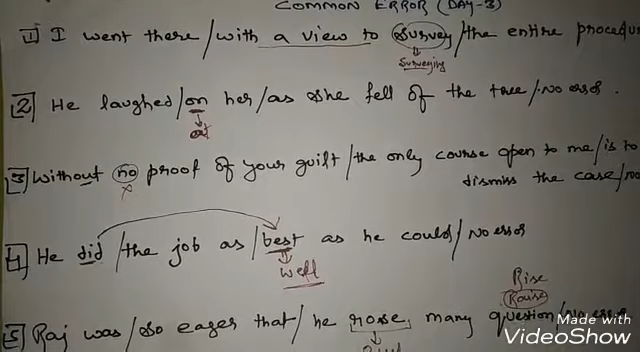 COMMON ERROR (DAY-3)
1 I went there / with a view to survey / the entire
surveying
2 He laughed / on her / as she fell of the tree / No error.
at
3 Without no proof of your guilt / the only course open to me / is to
x
dismiss the case / no
4 He did / the job as / best as he could / No error
well
Rise
Raise
5 Raj was / so eager that / he rose many question / No error
Made with
VideoShow